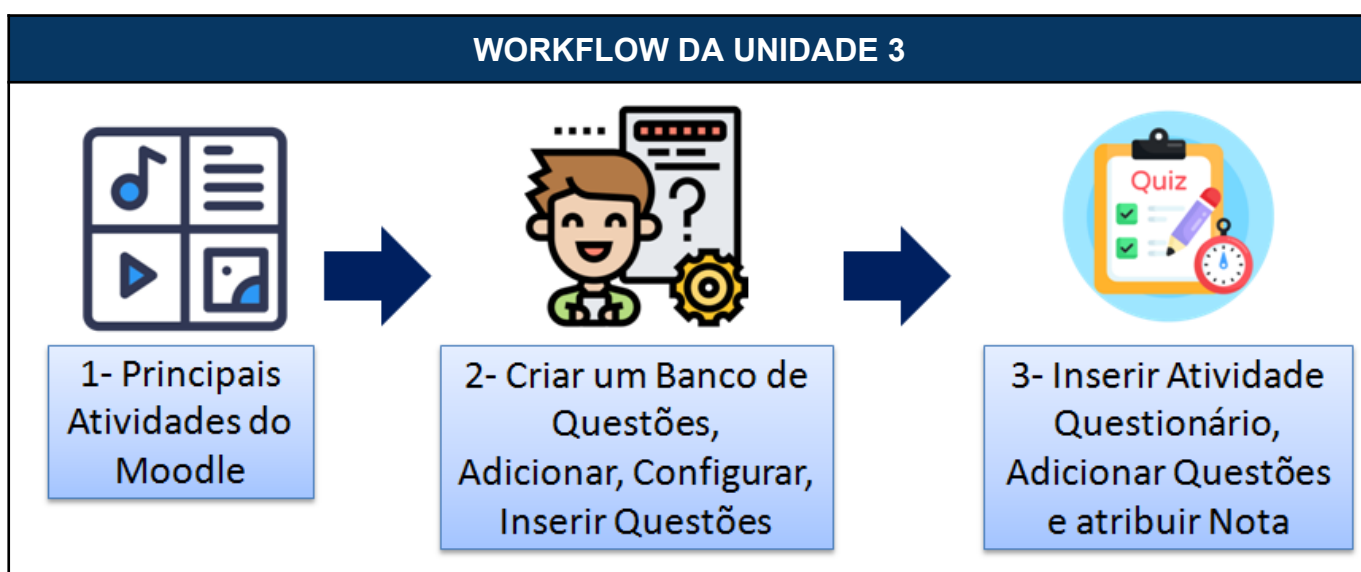 WORKFLOW DA UNIDADE 3
1- Principais
Atividades do
Moodle
?
2- Criar um Banco de
Questões,
Adicionar, Configurar,
Inserir Questões
Quiz
3- Inserir Atividade
Questionário,
Adicionar Questões
e atribuir Nota